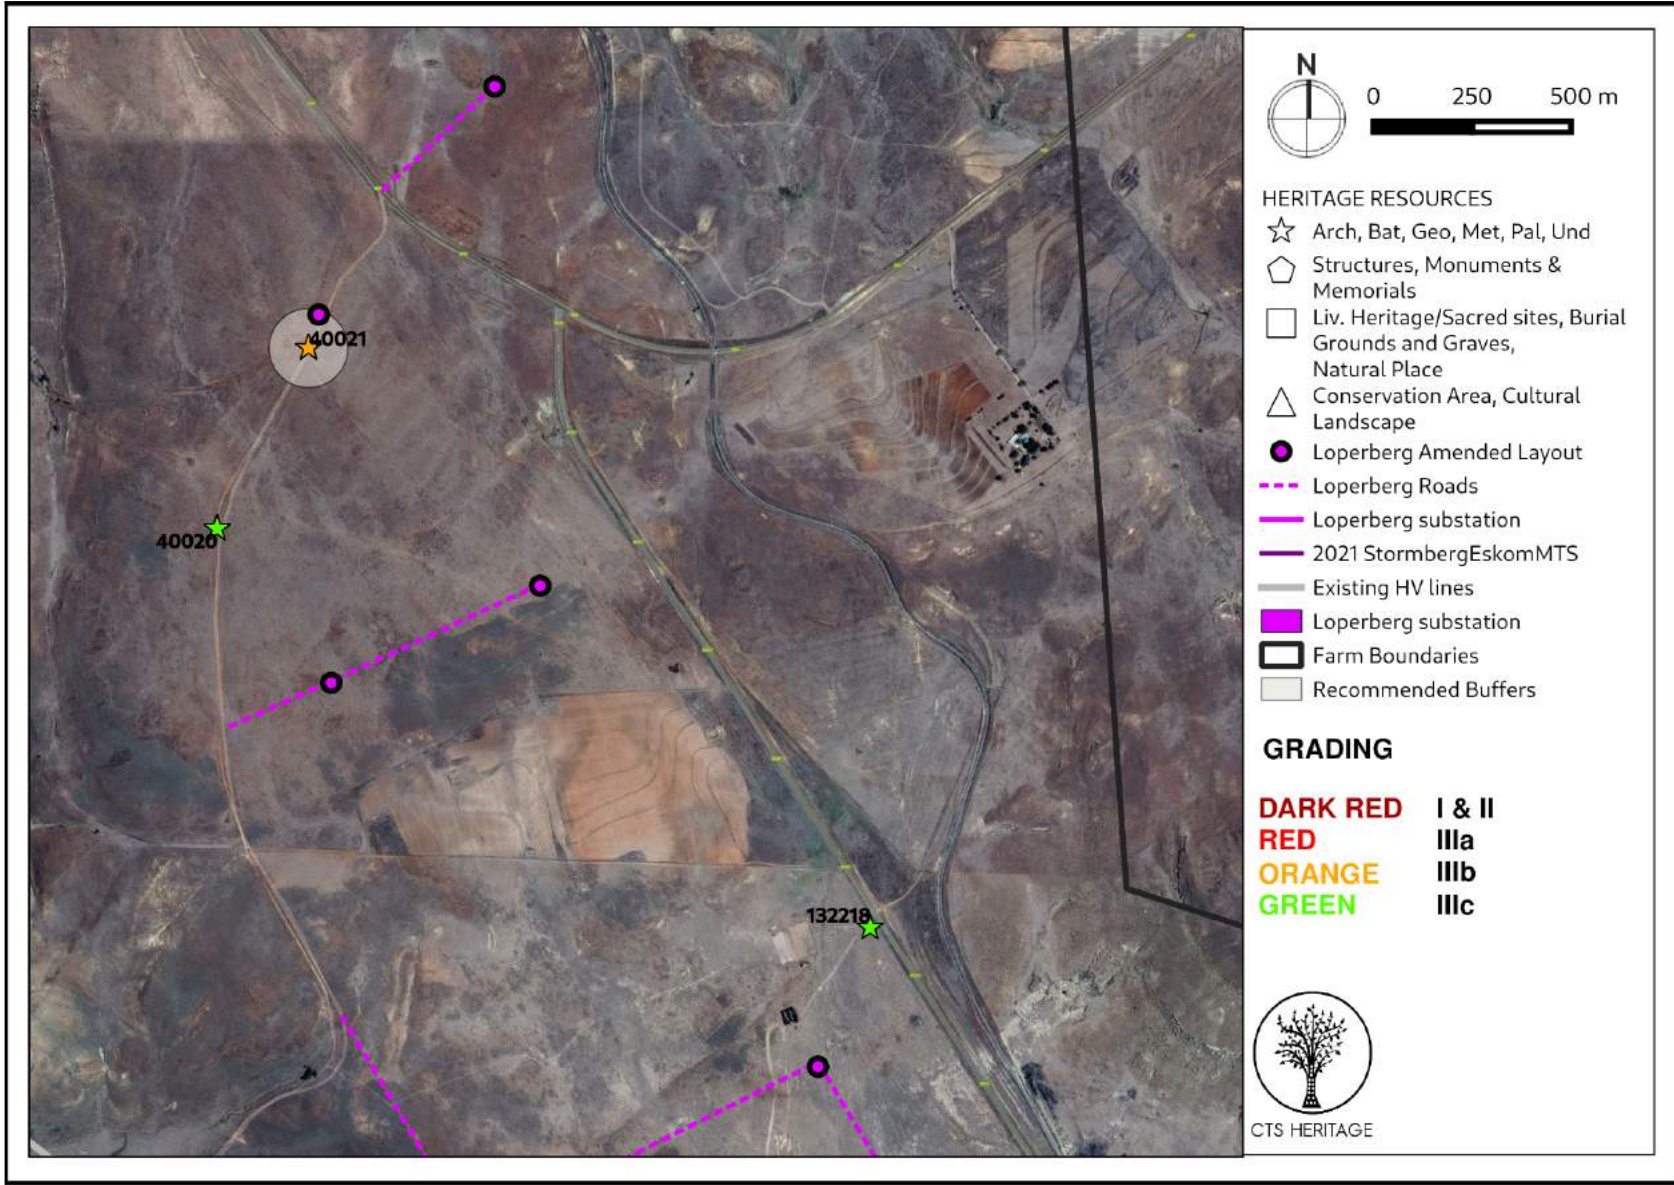 40021
40020
132218
N
0 250 500 m
HERITAGE RESOURCES
Arch, Bat, Geo, Met, Pal, Und
Structures, Monuments &
Memorials
Liv. Heritage/Sacred sites, Burial
Grounds and Graves,
Natural Place
Conservation Area, Cultural
Landscape
Loperberg Amended Layout
Loperberg Roads
Loperberg substation
2021 StormbergEskomMTS
Existing HV lines
Loperberg substation
Farm Boundaries
Recommended Buffers
GRADING
DARK RED I & II
RED IIIa
ORANGE IIIb
GREEN IIIc
CTS HERITAGE